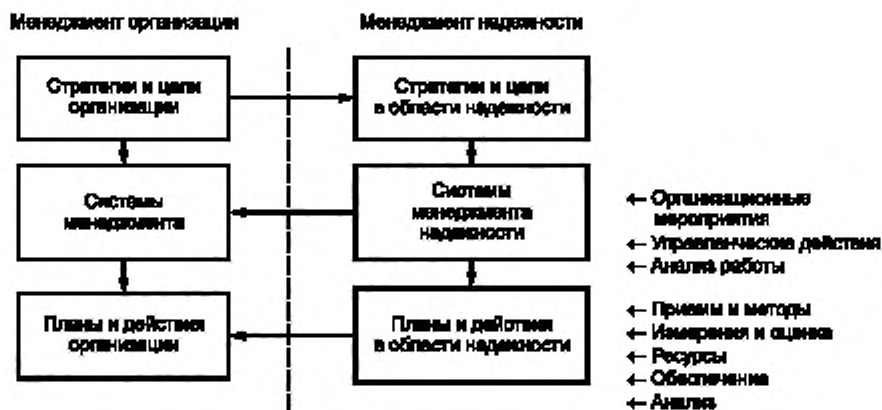 Менеджмент организации
Менеджмент надежности
Стратегии и цели
организации
Стратегии и цели
в области надежности
Системы
менеджмента
Системы
менеджмента
надежности
← Организационные
мероприятия
← Управленческие действия
← Анализ работы
Планы и действия
организации
Планы и действия
в области надежности
← Приемы и методы
← Измерения и оценка
← Ресурсы
← Обеспечение
← Анализ